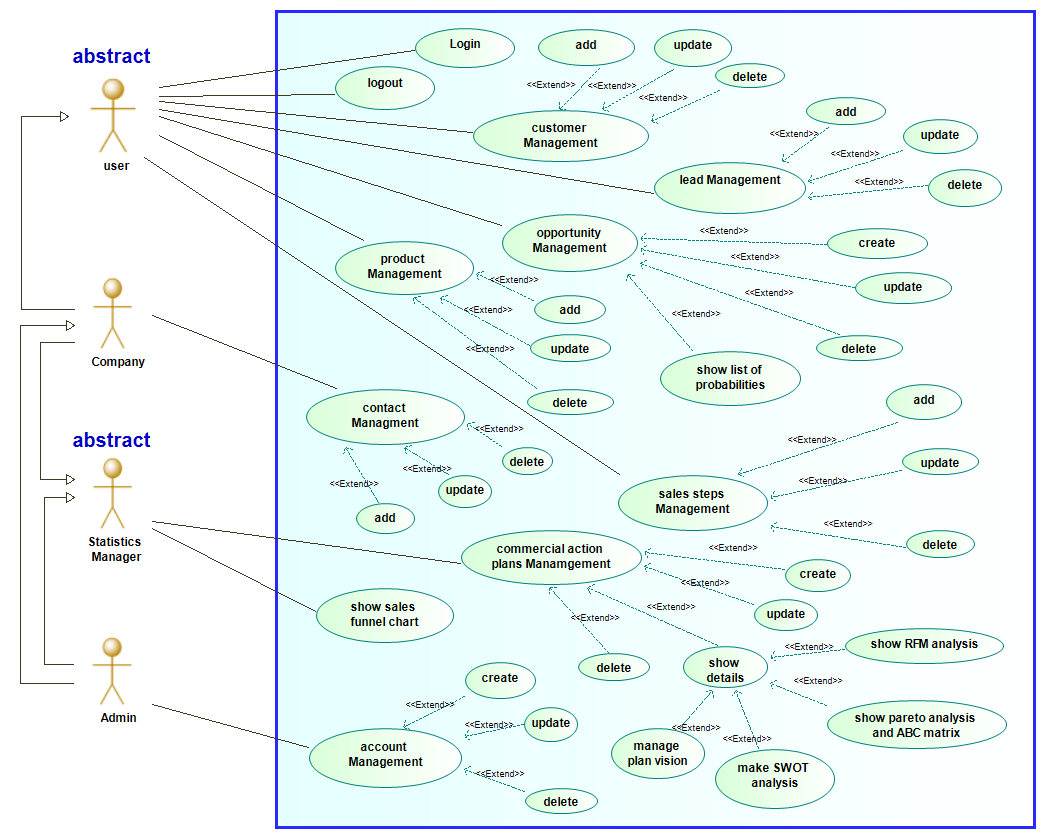 abstract
user
Company
abstract
Statistics
Manager
Admin
Login
logout
add
update
delete
<<Extend>>
<<Extend>>
<<Extend>>
customer
Management
add
update
delete
<<Extend>>
<<Extend>>
<<Extend>>
lead Management
opportunity
Management
<<Extend>>
create
<<Extend>>
update
<<Extend>>
delete
<<Extend>>
show list of
probabilities
product
Management
<<Extend>>
add
<<Extend>>
update
<<Extend>>
delete
contact
Managment
<<Extend>>
delete
<<Extend>>
update
<<Extend>>
add
add
<<Extend>>
update
<<Extend>>
sales steps
Management
<<Extend>>
delete
commercial action
plans Manamgement
<<Extend>>
create
<<Extend>>
update
<<Extend>>
<<Extend>>
delete
show sales
funnel chart
show
details
<<Extend>>
show RFM analysis
<<Extend>>
show pareto analysis
and ABC matrix
<<Extend>>
manage
plan vision
<<Extend>>
make SWOT
analysis
create
<<Extend>>
update
<<Extend>>
account
Management
<<Extend>>
delete